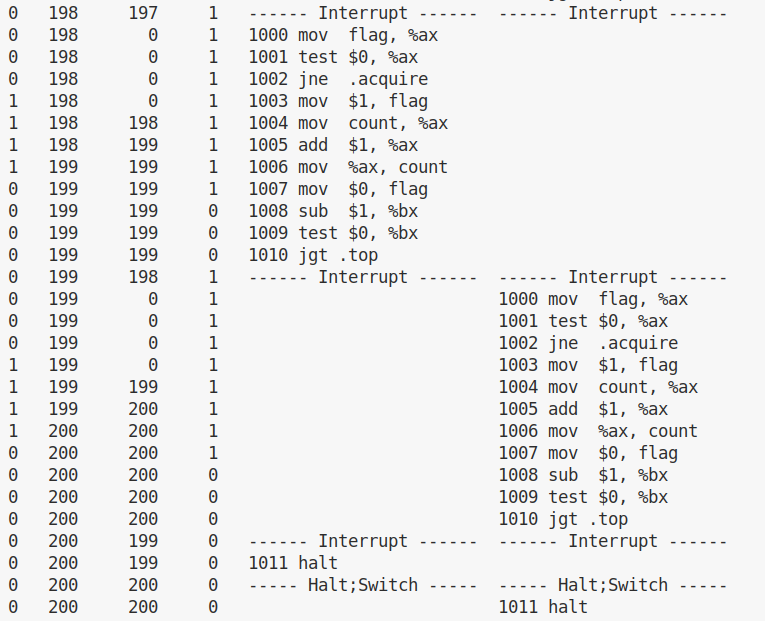 0   198     197     1   ------ Interrupt ------  ------ Interrupt ------
0   198       0     1   1000 mov  flag, %ax
0   198       0     1   1001 test $0, %ax
0   198       0     1   1002 jne  .acquire
1   198       0     1   1003 mov  $1, flag
1   198     198     1   1004 mov  count, %ax
1   198     199     1   1005 add  $1, %ax
1   199     199     1   1006 mov  %ax, count
0   199     199     1   1007 mov  $0, flag
0   199     199     0   1008 sub  $1, %bx
0   199     199     0   1009 test $0, %bx
0   199     199     0   1010 jgt .top
0   199     198     1   ------ Interrupt ------  ------ Interrupt ------
0   199       0     1                            1000 mov  flag, %ax
0   199       0     1                            1001 test $0, %ax
0   199       0     1                            1002 jne  .acquire
1   199       0     1                            1003 mov  $1, flag
1   199     199     1                            1004 mov  count, %ax
1   199     200     1                            1005 add  $1, %ax
1   200     200     1                            1006 mov  %ax, count
0   200     200     1                            1007 mov  $0, flag
0   200     200     0                            1008 sub  $1, %bx
0   200     200     0                            1009 test $0, %bx
0   200     200     0                            1010 jgt .top
0   200     199     0   ------ Interrupt ------  ------ Interrupt ------
0   200     199     0   1011 halt
0   200     200     0   ----- Halt;Switch -----  ----- Halt;Switch -----
0   200     200     0                            1011 halt